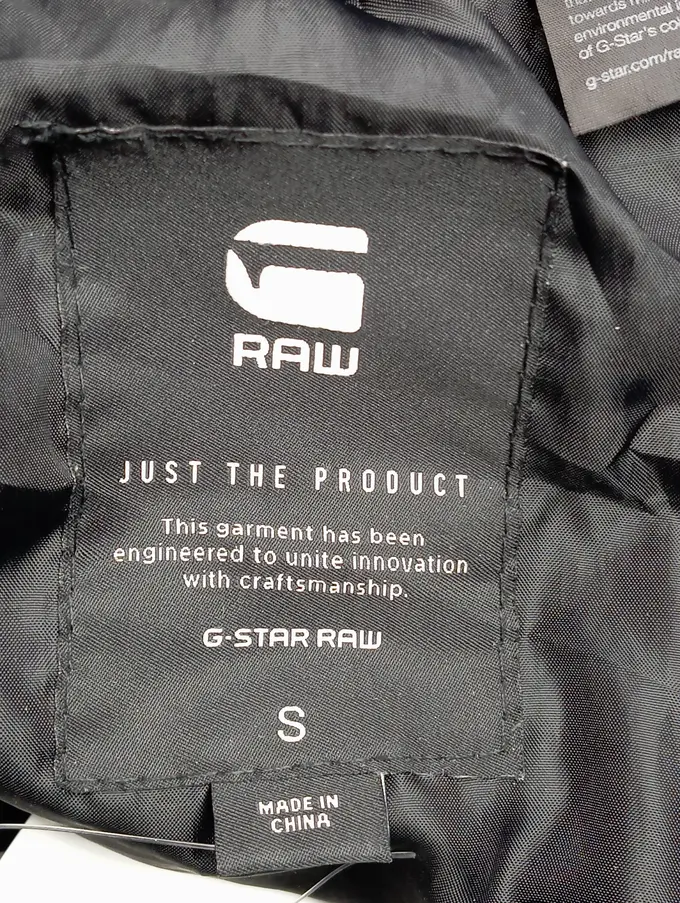 towards
environmental
of G-Star's
g-star.com/
RAW
JUST THE PRODUCT
This garment has been
engineered to unite innovation
with craftsmanship.
G-STAR RAW
S
MADE IN
CHINA